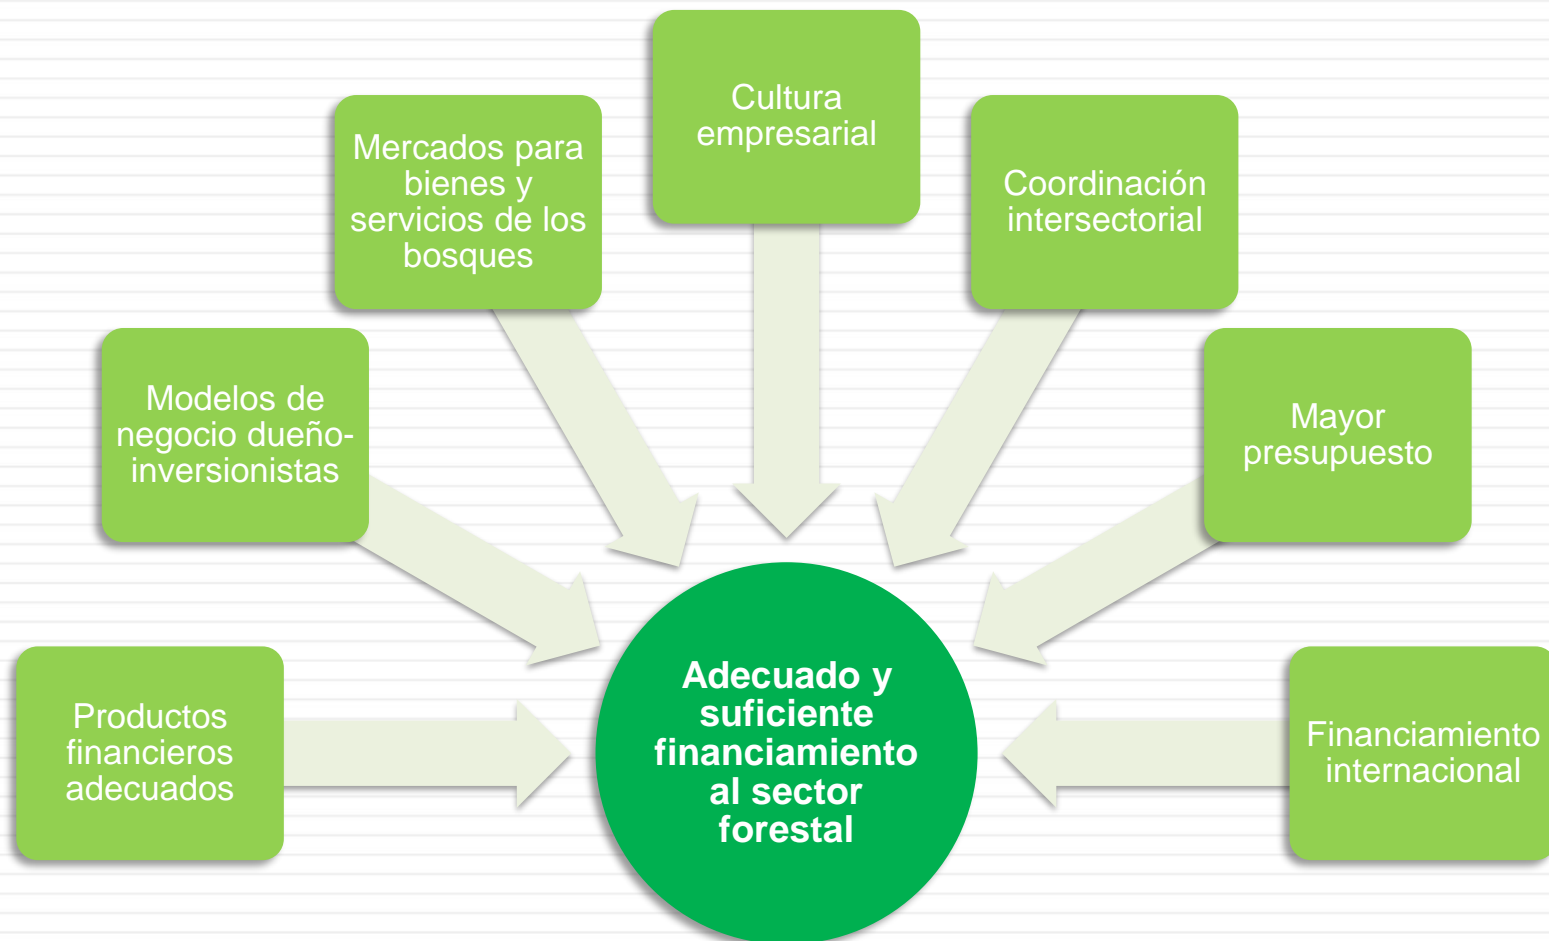 Cultura
empresarial
Mercados para
bienes y
servicios de los
bosques
Coordinación
intersectorial
Modelos de
negocio dueño-
inversionistas
Mayor
presupuesto
Productos
financieros
adecuados
Adecuado y
suficiente
financiamiento
al sector
forestal
Financiamiento
internacional